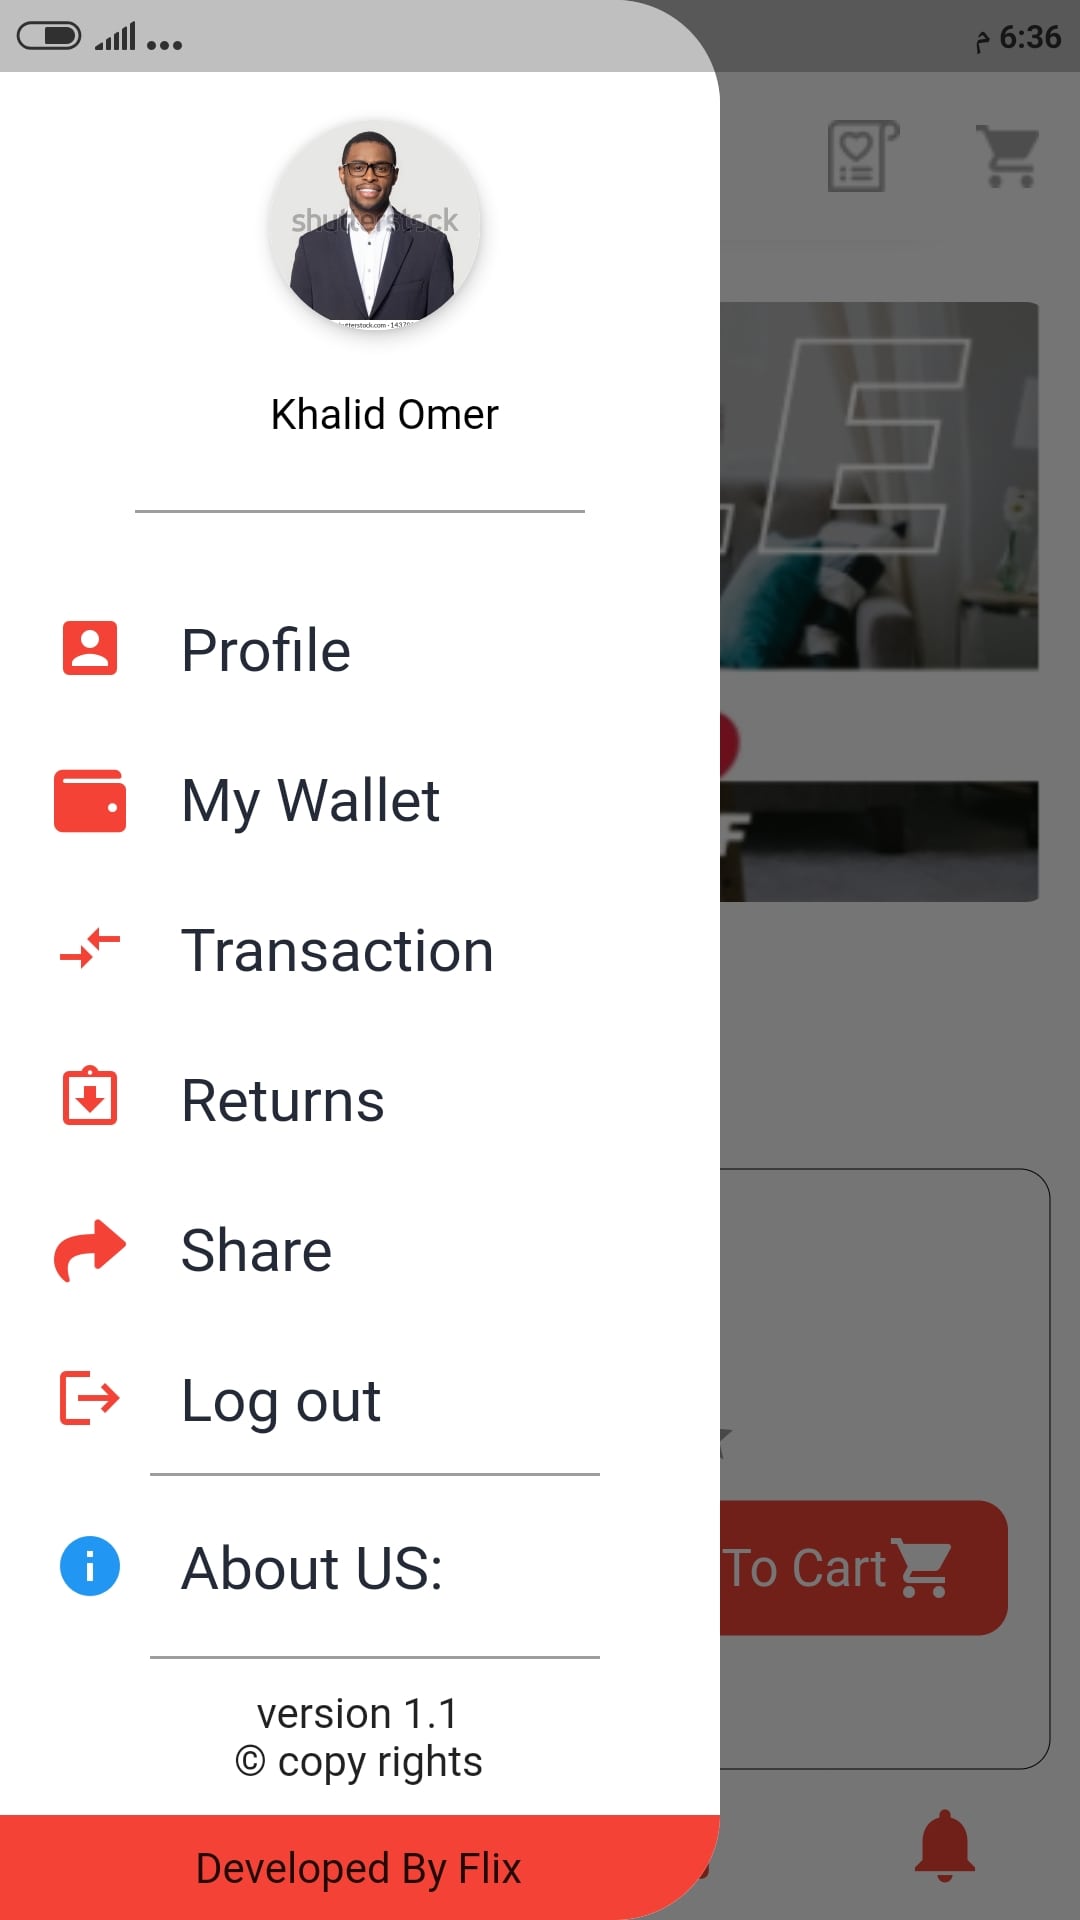 6:36 م
shutterstock
Khalid Omer
E
Profile
My Wallet
F
Transaction
Returns
Share
Log out
To Cart
About US:
version 1.1
© copy rights
Developed By Flix